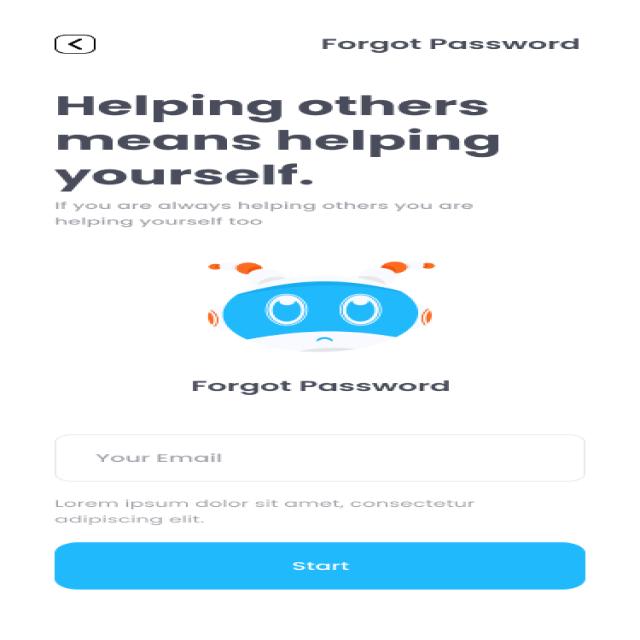 Forgot Password
Helping others
means helping
yourself.
If you are always helping others you are
helping yourself too
Forgot Password
Your Email
Lorem ipsum dolor sit amet, consectetur
adipiscing elit.
Start